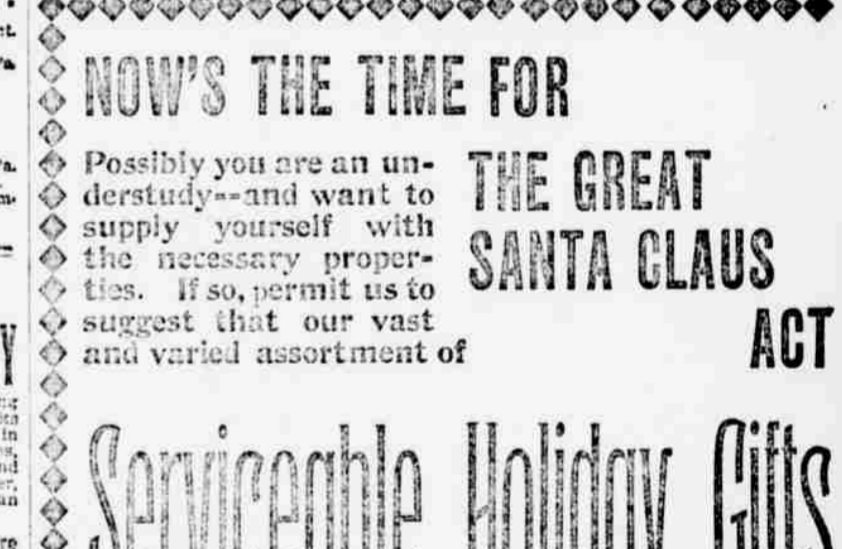 NOW'S THE TIME FOR
THE GREAT
SANTA CLAUS
ACT
Possibly you are an un-
derstudy--and want to
supply yourself with
the necessary proper-
ties. If so, permit us to
suggest that our vast
and varied assortment of
Serviceable Holiday Gifts